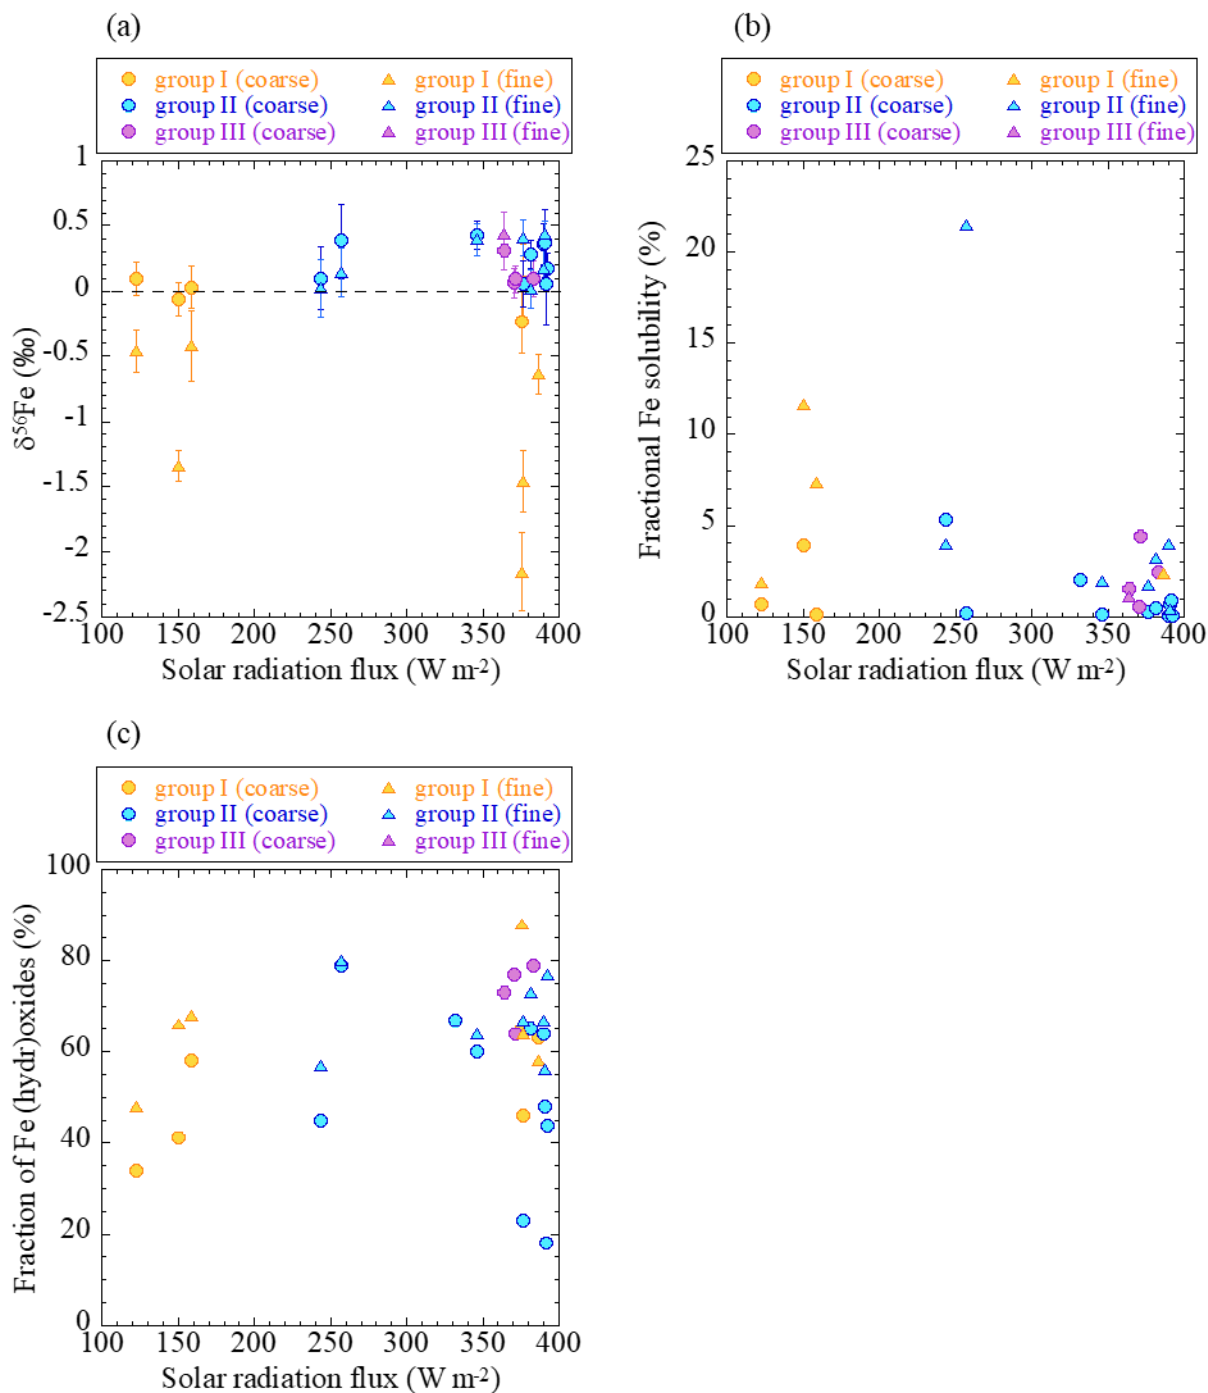 (a)
group I (coarse) group I (fine)
group II (coarse) group II (fine)
group III (coarse) group III (fine)
1
0.5
0
-0.5
-1
-1.5
-2
-2.5
δ⁵⁶Fe (‰)
100 150 200 250 300 350 400
Solar radiation flux (W m⁻²)
(b)
group I (coarse) group I (fine)
group II (coarse) group II (fine)
group III (coarse) group III (fine)
25
20
15
10
5
0
Fractional Fe solubility (%)
100 150 200 250 300 350 400
Solar radiation flux (W m⁻²)
(c)
group I (coarse) group I (fine)
group II (coarse) group II (fine)
group III (coarse) group III (fine)
100
80
60
40
20
0
Fraction of Fe (hydr)oxides (%)
100 150 200 250 300 350 400
Solar radiation flux (W m⁻²)